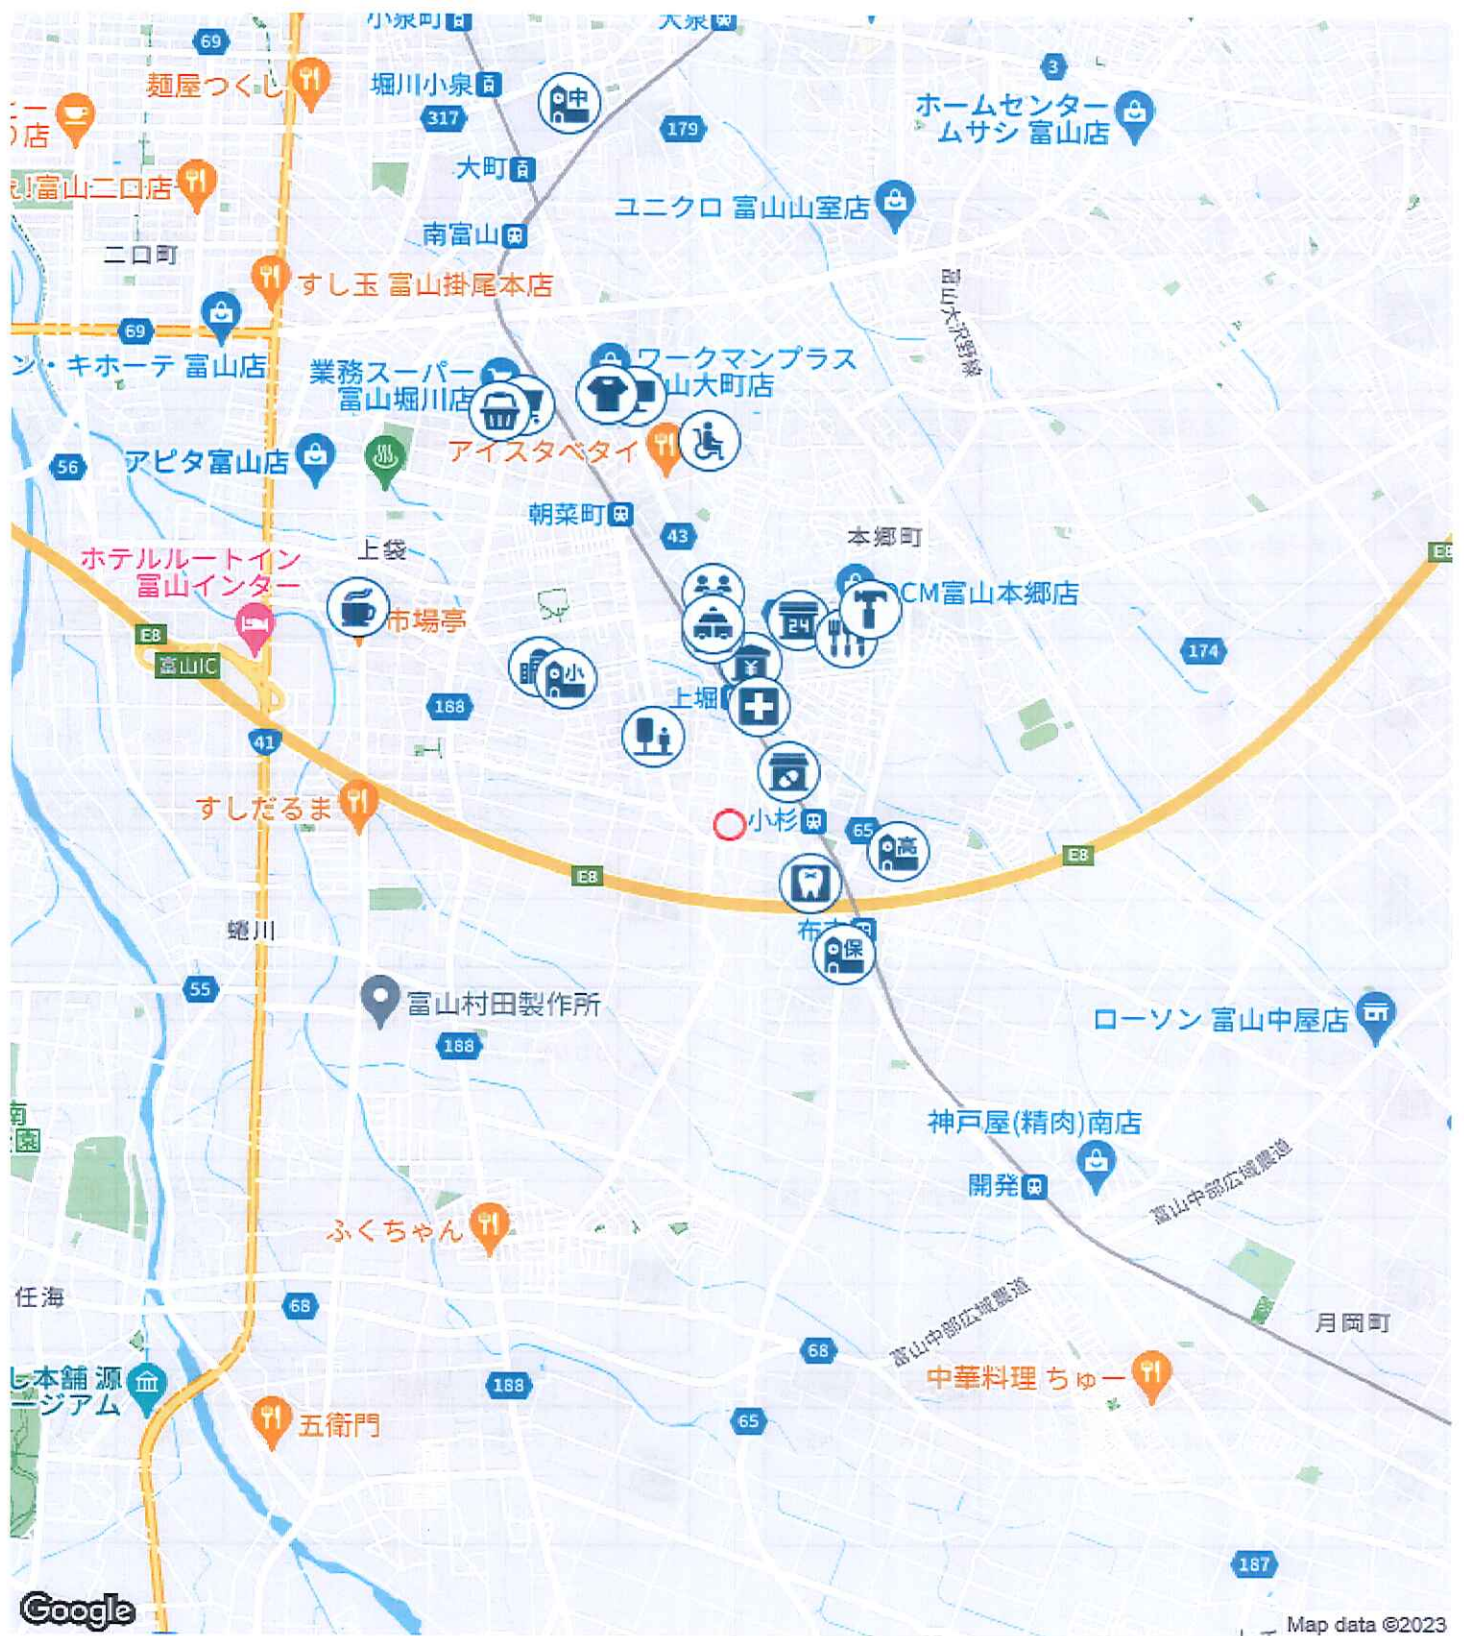 小泉町
大泉
69
麺屋つくし
堀川小泉
中
3
317
179
ホームセンター
ムサシ 富山店
ー
り店
大町
!富山二口店
ユニクロ 富山山室店
南富山
二口町
すし玉 富山掛尾本店
富山大沢野線
69
ン・キホーテ 富山店
業務スーパー
富山堀川店
ワークマンプラス
山大町店
アイスタベタイ
56
アピタ富山店
朝菜町
43
本郷町
上袋
E8
ホテルルートイン
富山インター
CM富山本郷店
市場亭
24
E8
富山IC
¥
174
小
上堀
188
41
すしだるま
小杉
65
高
E8
E8
蜷川
布
保
55
富山村田製作所
ローソン 富山中屋店
188
南
園
神戸屋(精肉)南店
開発
富山中部広域農道
ふくちゃん
任海
68
富山中部広域農道
月岡町
68
し本舗 源
ージアム
188
中華料理 ちゅー
65
五衛門
187
Google
Map data ©2023